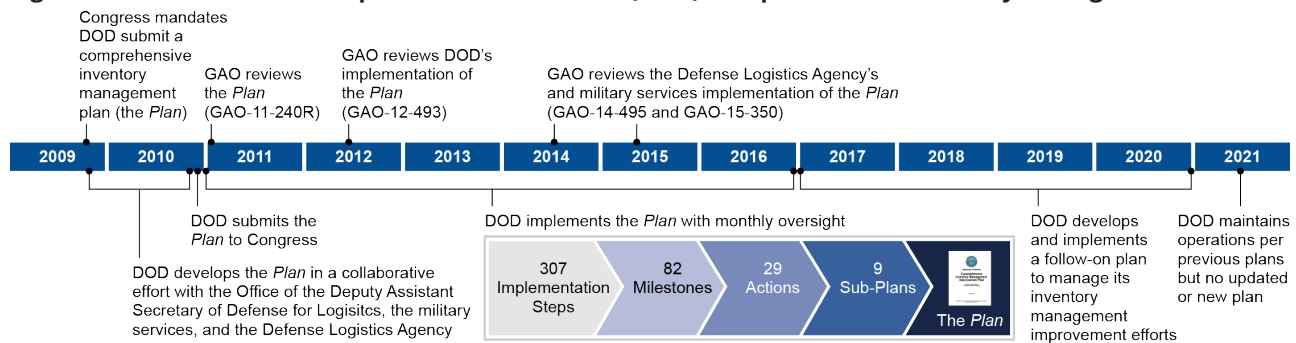 Congress mandates
DOD submit a
comprehensive
inventory
management
plan (the Plan)
GAO reviews
the Plan
(GAO-11-240R)
GAO reviews DOD’s
implementation of
the Plan
(GAO-12-493)
GAO reviews the Defense Logistics Agency’s
and military services implementation of the Plan
(GAO-14-495 and GAO-15-350)
2009
2010
2011
2012
2013
2014
2015
2016
2017
2018
2019
2020
2021
DOD submits the
Plan to Congress
DOD develops the Plan in a collaborative
effort with the Office of the Deputy Assistant
Secretary of Defense for Logisitcs, the military
services, and the Defense Logistics Agency
DOD implements the Plan with monthly oversight
307
Implementation
Steps
82
Milestones
29
Actions
9
Sub-Plans
The Plan
DOD develops
and implements
a follow-on plan
to manage its
inventory
management
improvement efforts
DOD maintains
operations per
previous plans
but no updated
or new plan